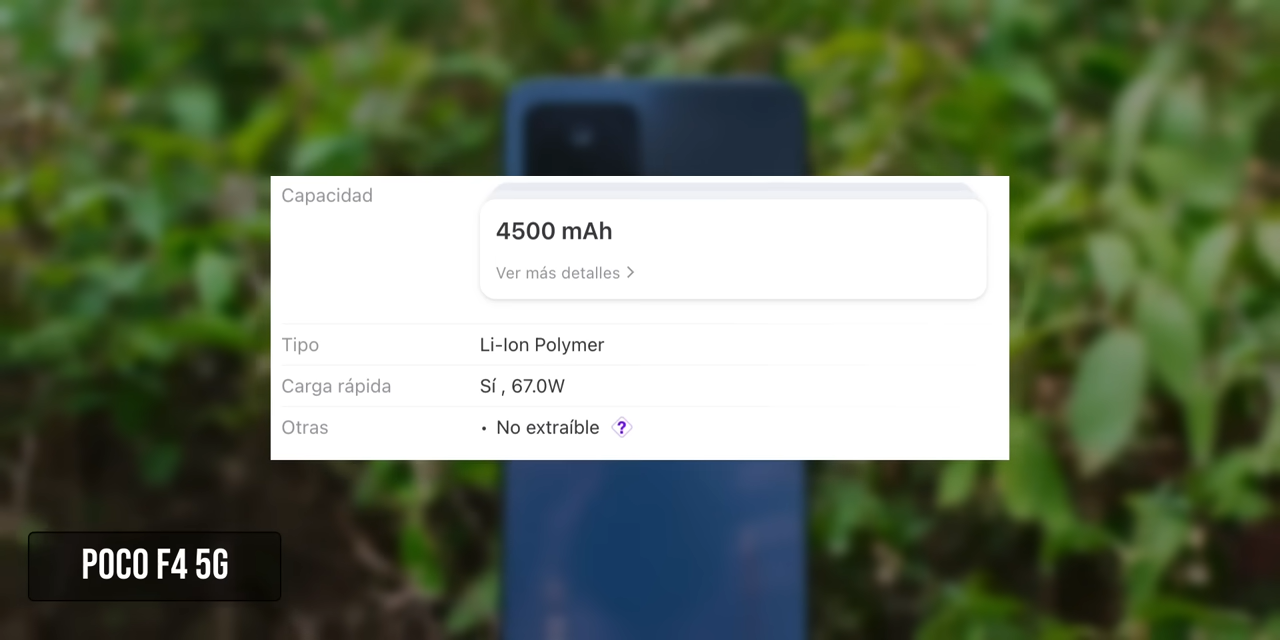 Capacidad
4500 mAh
Ver más detalles >
Tipo
Li-Ion Polymer
Carga rápida
Sí , 67.0W
Otras
• No extraíble ?
POCO F4 5G